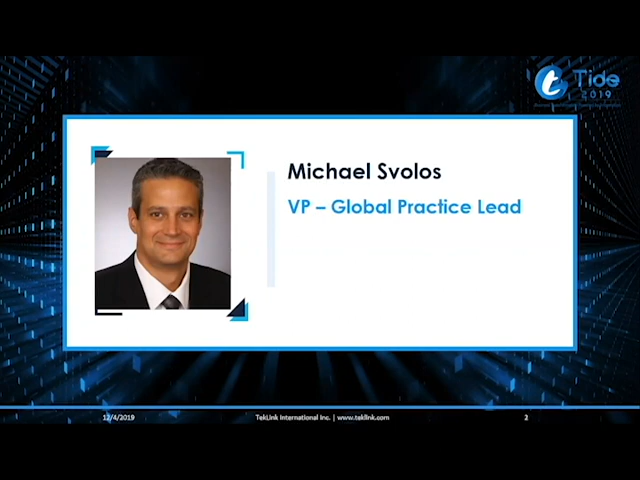 Tide
2019
Michael Svolos
VP – Global Practice Lead
12/4/2019
TekLink International Inc. | www.teklink.com
2